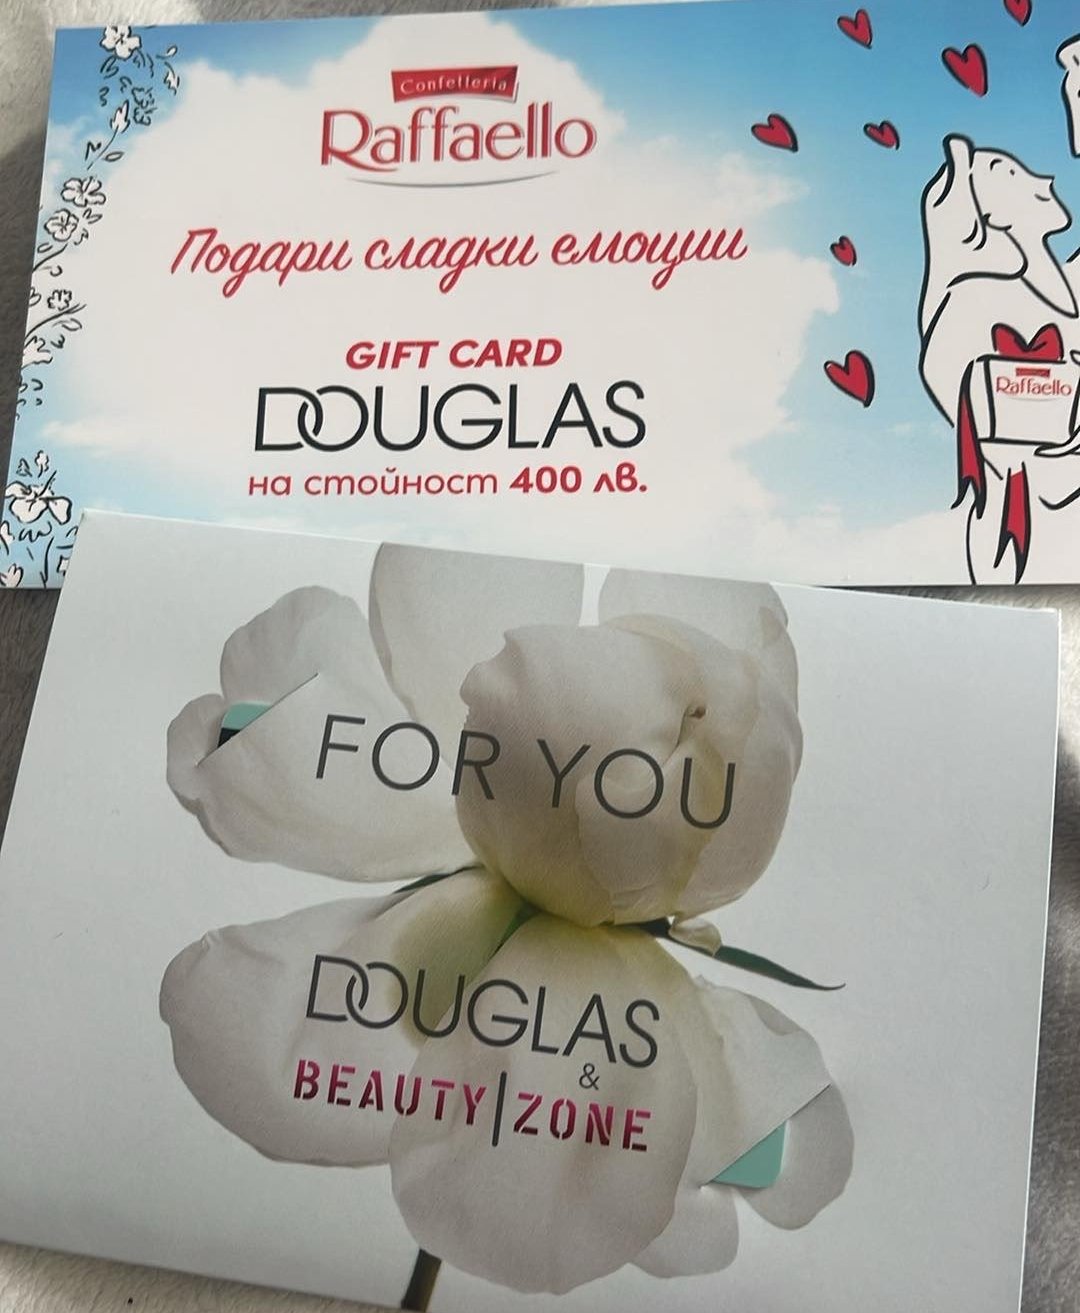 Confetteria
Raffaello
Подари сладки емоции
GIFT CARD
DOUGLAS
на стойност 400 лв.
Raffaello
FOR YOU
DOUGLAS
&
BEAUTY|ZONE